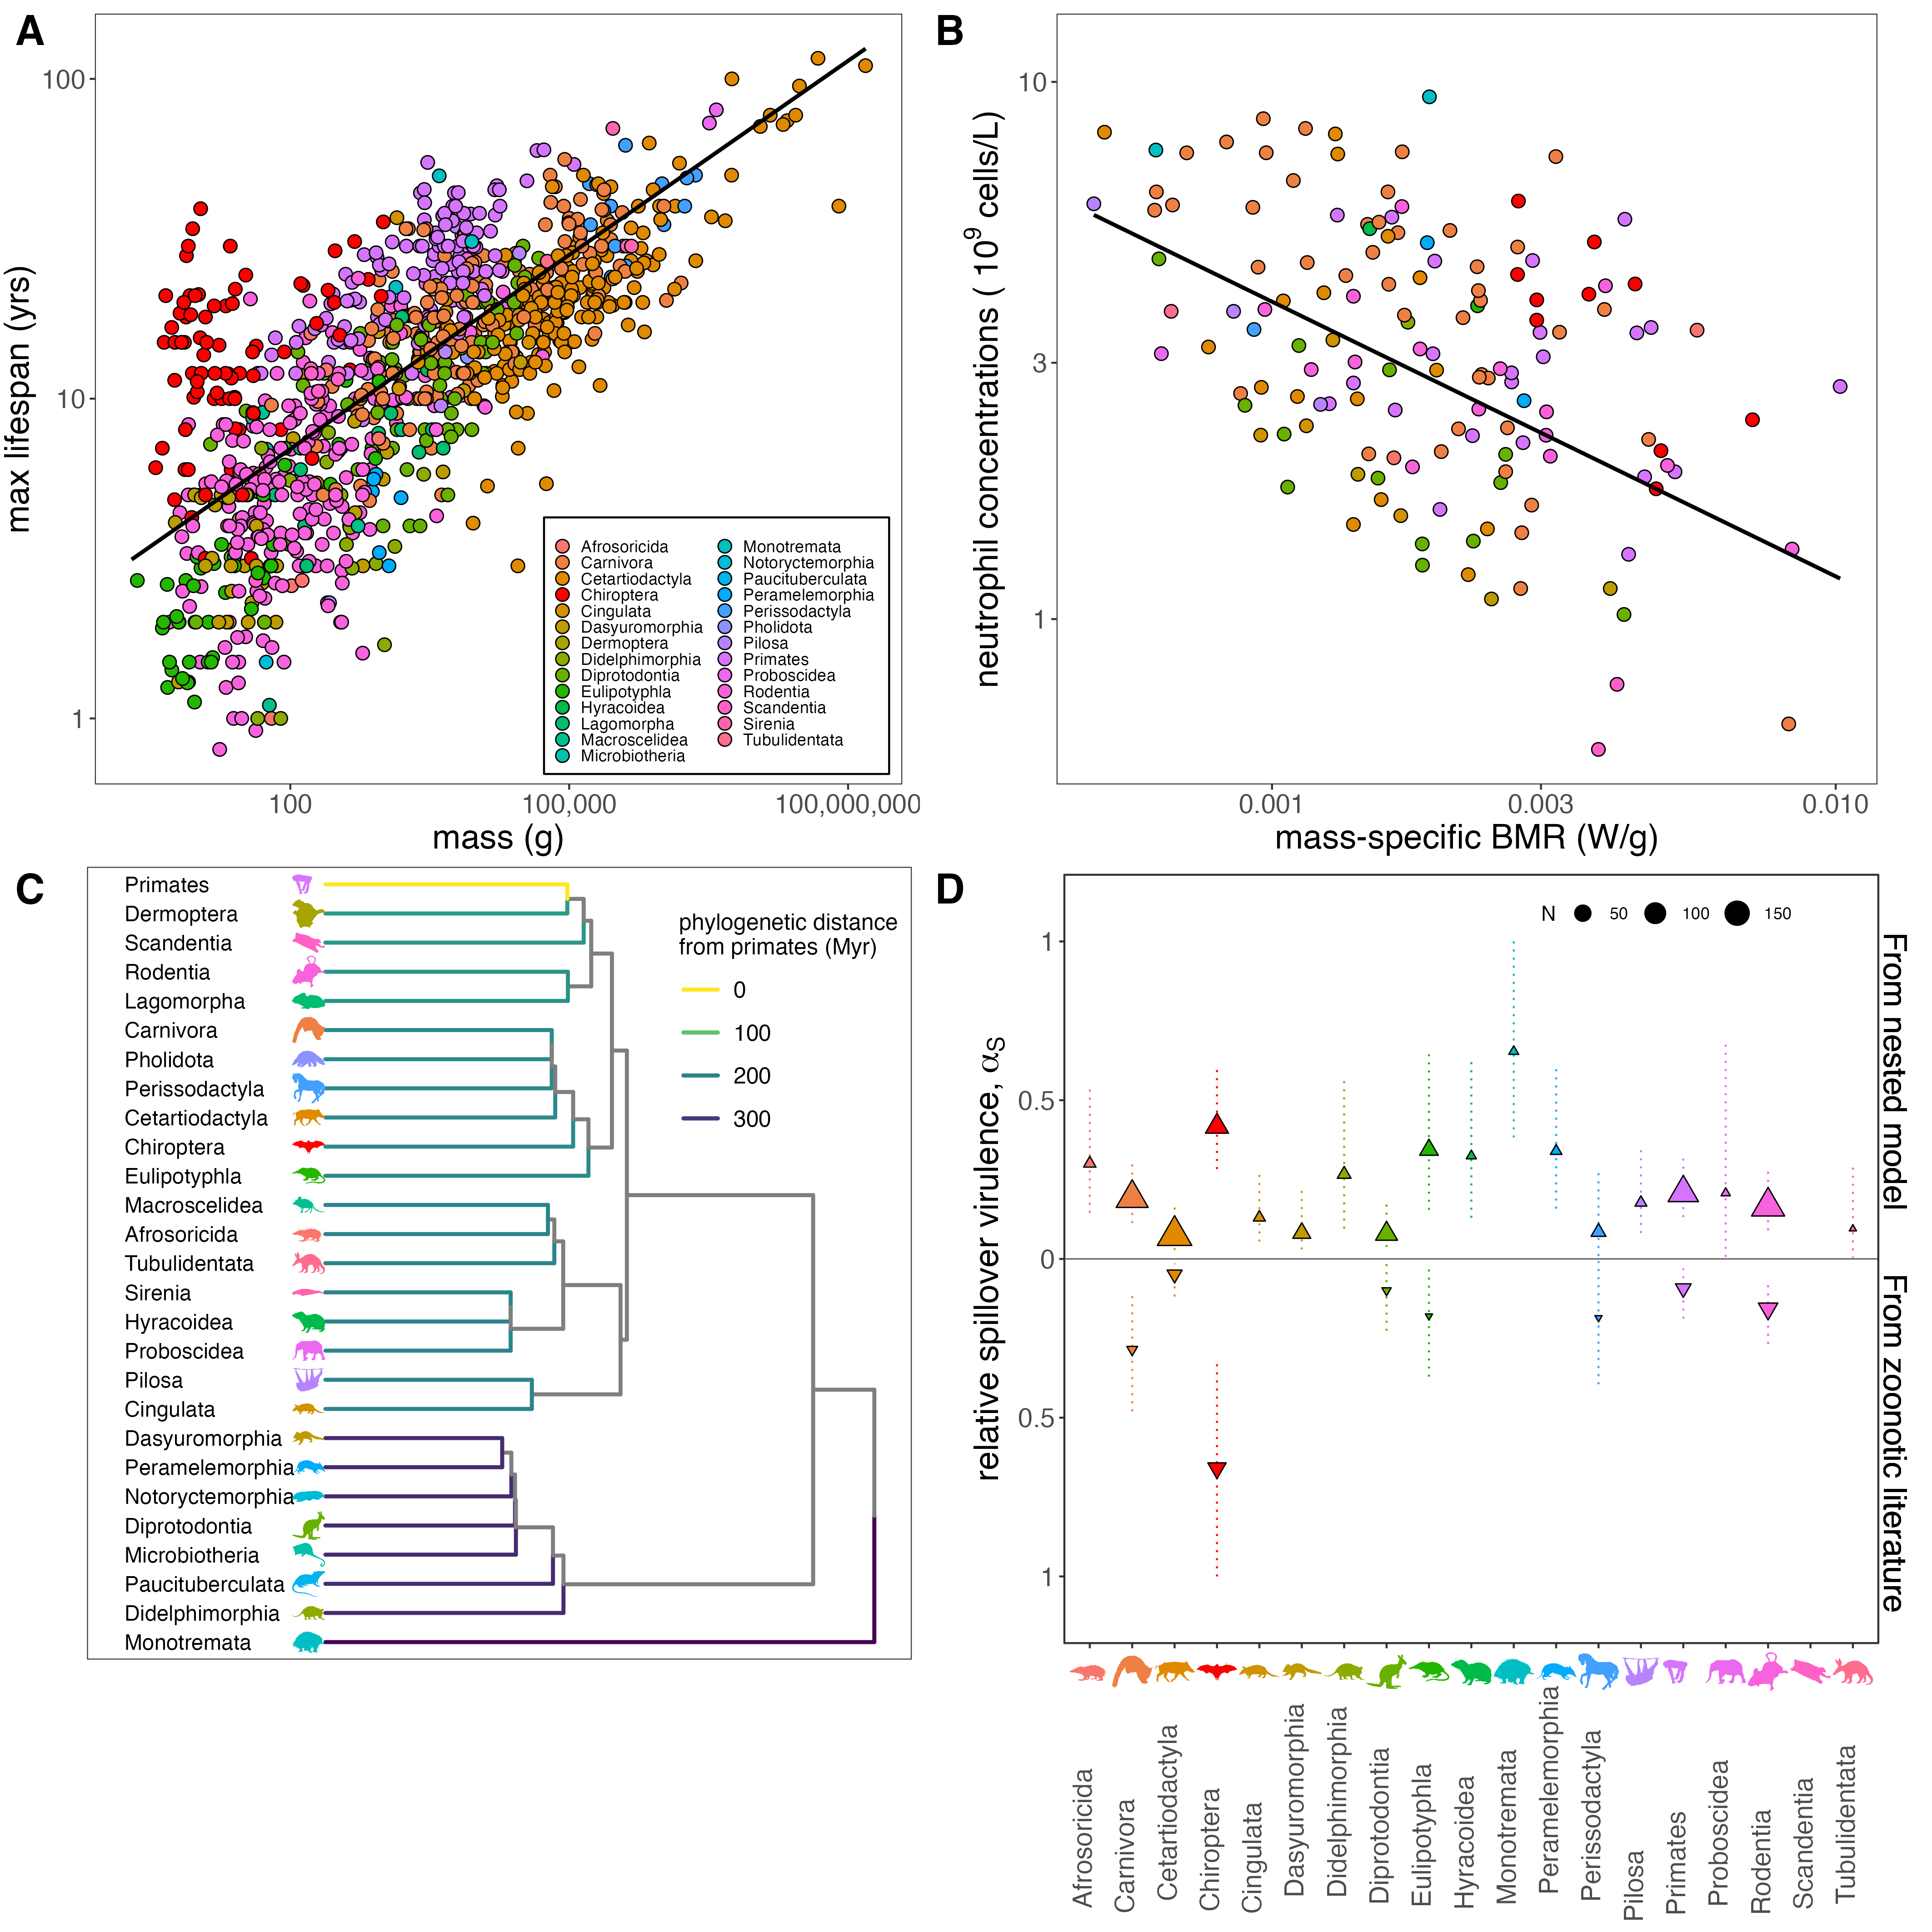 A
max lifespan (yrs)
100
10
1
100
100,000
100,000,000
mass (g)
Afrosoricida
Carnivora
Cetartiodactyla
Chiroptera
Cingulata
Dasyuromorphia
Dermoptera
Didelphimorphia
Diprotodontia
Eulipotyphla
Hyracoidea
Lagomorpha
Macroscelidea
Microbiotheria
Monotremata
Notoryctemorphia
Paucituberculata
Peramelemorphia
Perissodactyla
Pholidota
Pilosa
Primates
Proboscidea
Rodentia
Scandentia
Sirenia
Tubulidentata
B
neutrophil concentrations ( 10⁹ cells/L)
10
3
1
0.001
0.003
0.010
mass-specific BMR (W/g)
C
Primates
Dermoptera
Scandentia
Rodentia
Lagomorpha
Carnivora
Pholidota
Perissodactyla
Cetartiodactyla
Chiroptera
Eulipotyphla
Macroscelidea
Afrosoricida
Tubulidentata
Sirenia
Hyracoidea
Proboscidea
Pilosa
Cingulata
Dasyuromorphia
Peramelemorphia
Notoryctemorphia
Diprotodontia
Microbiotheria
Paucituberculata
Didelphimorphia
Monotremata
phylogenetic distance
from primates (Myr)
0
100
200
300
D
relative spillover virulence, αS
N 50 100 150
1
0.5
0
0.5
1
From nested model
From zoonotic literature
Afrosoricida
Carnivora
Cetartiodactyla
Chiroptera
Cingulata
Dasyuromorphia
Didelphimorphia
Diprotodontia
Eulipotyphla
Hyracoidea
Monotremata
Peramelemorphia
Perissodactyla
Pilosa
Primates
Proboscidea
Rodentia
Scandentia
Tubulidentata